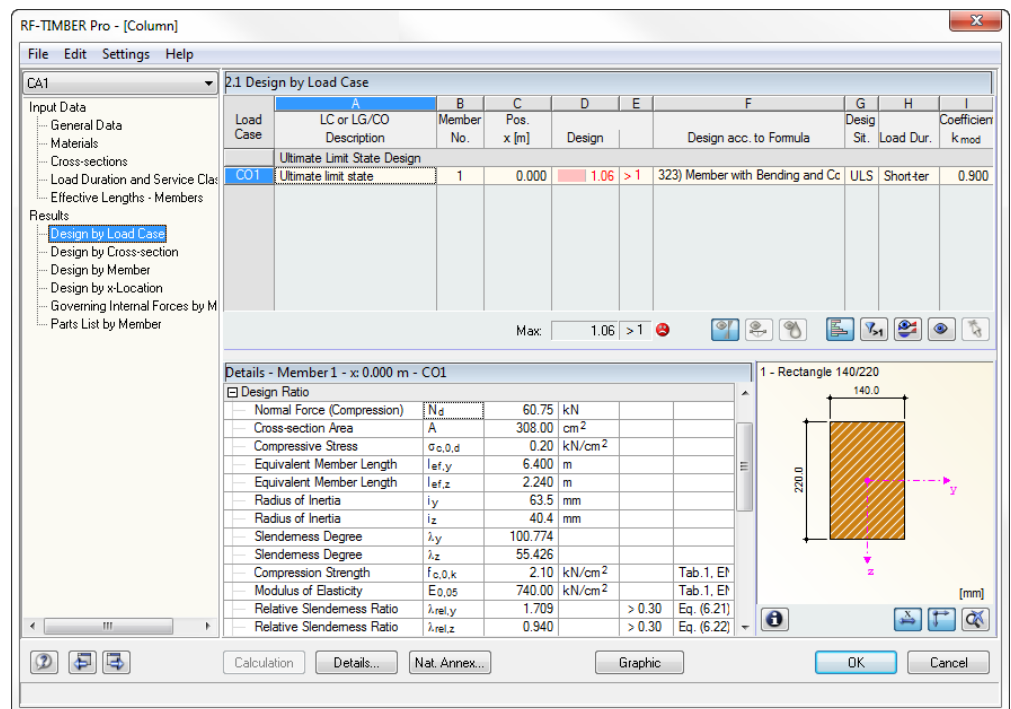 RF-TIMBER Pro - [Column]
File Edit Settings Help
CA1
Input Data
General Data
Materials
Cross-sections
Load Duration and Service Clas
Effective Lengths - Members
Results
Design by Load Case
Design by Cross-section
Design by Member
Design by x-Location
Governing Internal Forces by M
Parts List by Member
2.1 Design by Load Case
A B C D E F G H I
Load LC or LG/CO Member Pos. Desig Coefficien
Case Description No. x [m] Design Design acc. to Formula Sit. Load Dur. k mod
Ultimate Limit State Design
CO1 Ultimate limit state 1 0.000 1.06 > 1 323) Member with Bending and Cc ULS Short-ter 0.900
Max: 1.06 > 1
Details - Member 1 - x: 0.000 m - CO1
Design Ratio
Normal Force (Compression) Nd 60.75 kN
Cross-section Area A 308.00 cm2
Compressive Stress σc,0,d 0.20 kN/cm2
Equivalent Member Length lef,y 6.400 m
Equivalent Member Length lef,z 2.240 m
Radius of Inertia iy 63.5 mm
Radius of Inertia iz 40.4 mm
Slenderness Degree λy 100.774
Slenderness Degree λz 55.426
Compression Strength fc,0,k 2.10 kN/cm2 Tab.1, EN
Modulus of Elasticity E0,05 740.00 kN/cm2 Tab.1, EN
Relative Slenderness Ratio λrel,y 1.709 > 0.30 Eq. (6.21)
Relative Slenderness Ratio λrel,z 0.940 > 0.30 Eq. (6.22)
1 - Rectangle 140/220
140.0
220.0
y
z
[mm]
Calculation Details... Nat. Annex... Graphic OK Cancel